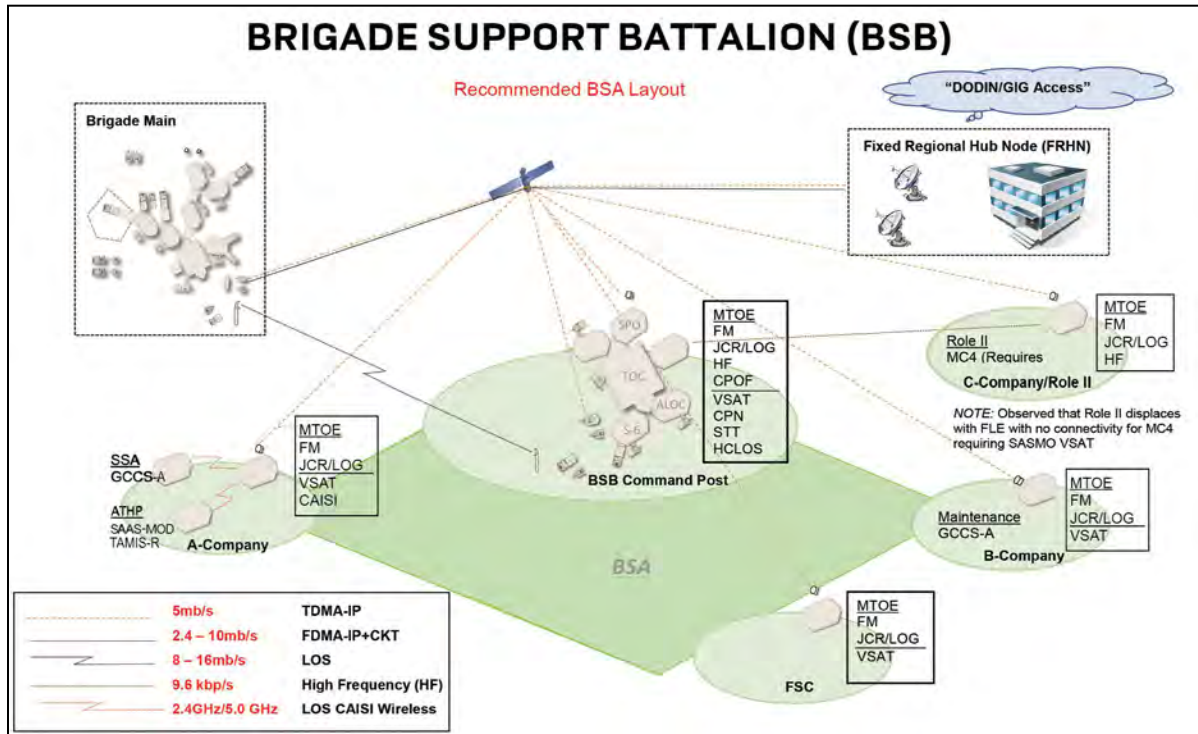 BRIGADE SUPPORT BATTALION (BSB)
Recommended BSA Layout
"DODIN/GIG Access"
Brigade Main
Fixed Regional Hub Node (FRHN)
SPO
TOC
ALOC
S-6
BSB Command Post
MTOE
FM
JCR/LOG
HF
CPOF
VSAT
CPN
STT
HCLOS
Role II
MC4 (Requires
C-Company/Role II
MTOE
FM
JCR/LOG
HF
NOTE: Observed that Role II displaces
with FLE with no connectivity for MC4
requiring SASMO VSAT
SSA
GCCS-A
ATHP
SAAS-MOD
TAMIS-R
A-Company
MTOE
FM
JCR/LOG
VSAT
CAISI
Maintenance
GCCS-A
B-Company
MTOE
FM
JCR/LOG
VSAT
BSA
FSC
MTOE
FM
JCR/LOG
VSAT
5mb/s TDMA-IP
2.4 – 10mb/s FDMA-IP+CKT
8 – 16mb/s LOS
9.6 kbp/s High Frequency (HF)
2.4GHz/5.0 GHz LOS CAISI Wireless